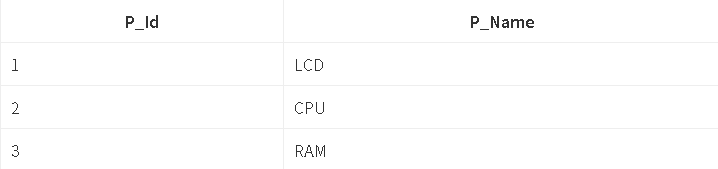 P_Id P_Name
1 LCD
2 CPU
3 RAM